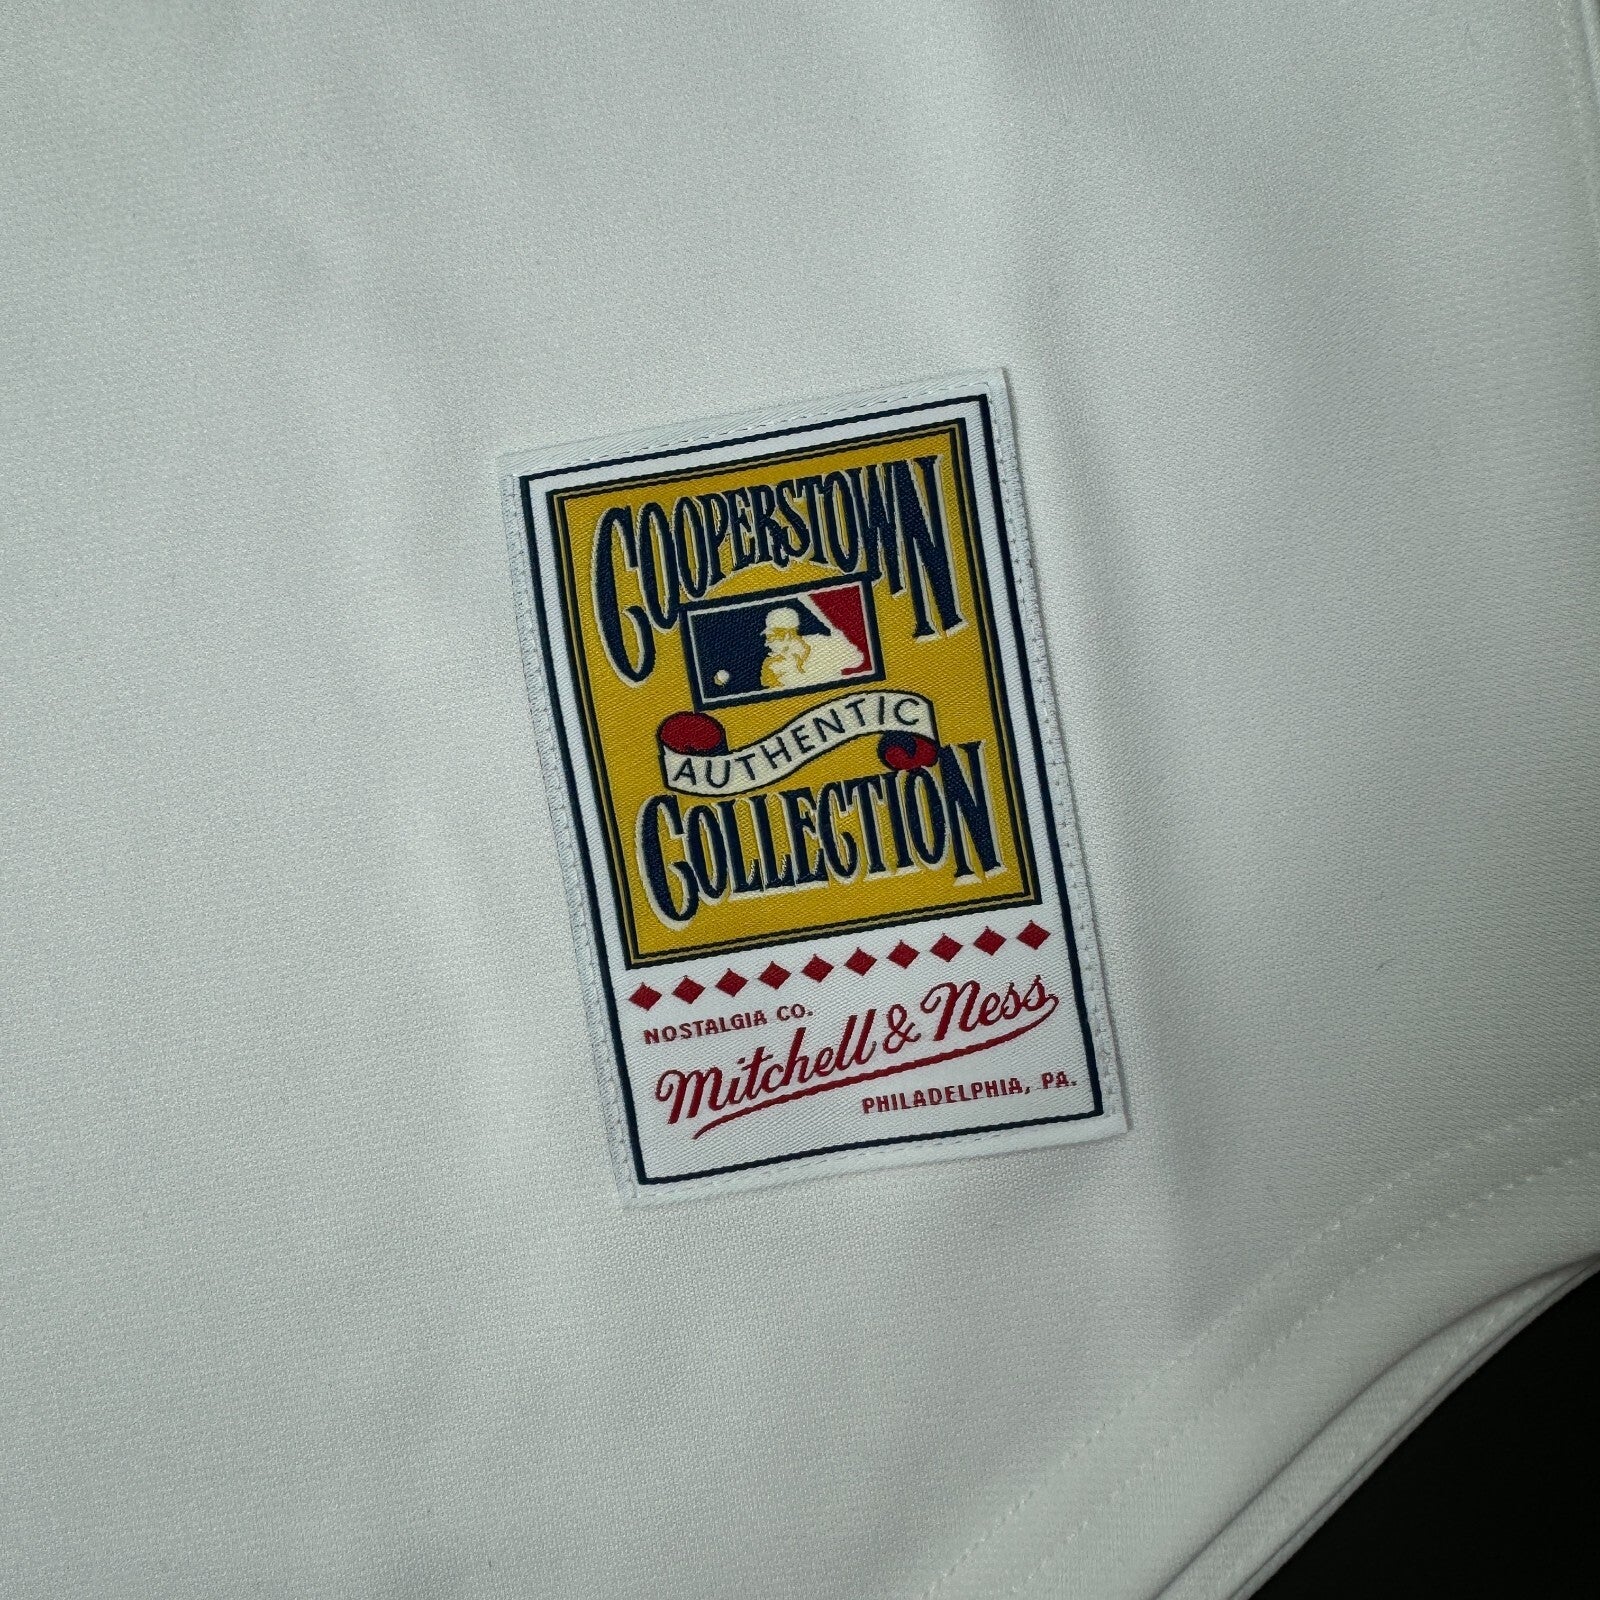 COOPERSTOWN
AUTHENTIC
COLLECTION
NOSTALGIA CO.
Mitchell & Ness
PHILADELPHIA, PA.